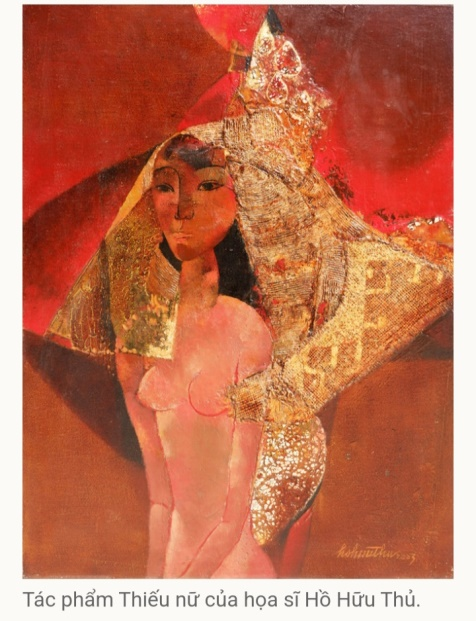 Tác phẩm Thiếu nữ của họa sĩ Hồ Hữu Thủ.